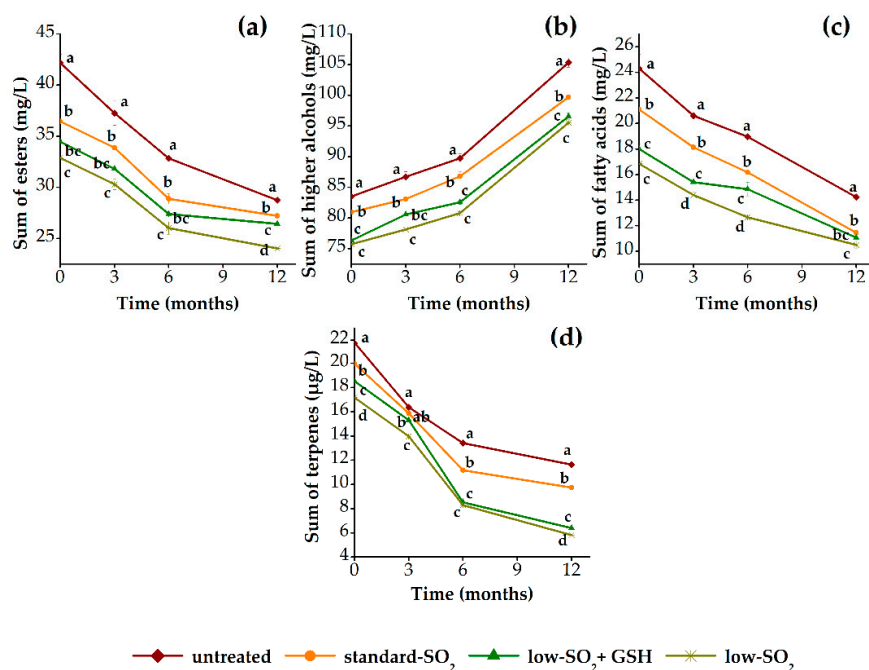 (a)
45
40
35
30
25
Sum of esters (mg/L)
a
a
a
a
b
b
b
b
bc
bc
bc
c
c
c
c
d
0 3 6 9 12
Time (months)
(b)
105
100
95
90
85
80
75
Sum of higher alcohols (mg/L)
a
a
a
a
b
b
b
b
c
bc
c
c
c
c
c
c
0 3 6 9 12
Time (months)
(c)
26
24
22
20
18
16
14
12
10
Sum of fatty acids (mg/L)
a
a
a
a
b
b
b
b
c
c
c
bc
c
d
d
c
0 3 6 9 12
Time (months)
(d)
22
20
18
16
14
12
10
8
6
4
Sum of terpenes (µg/L)
a
a
a
a
b
ab
b
b
c
b
c
c
d
c
c
d
0 3 6 9 12
Time (months)
untreated standard-SO₂ low-SO₂+ GSH low-SO₂